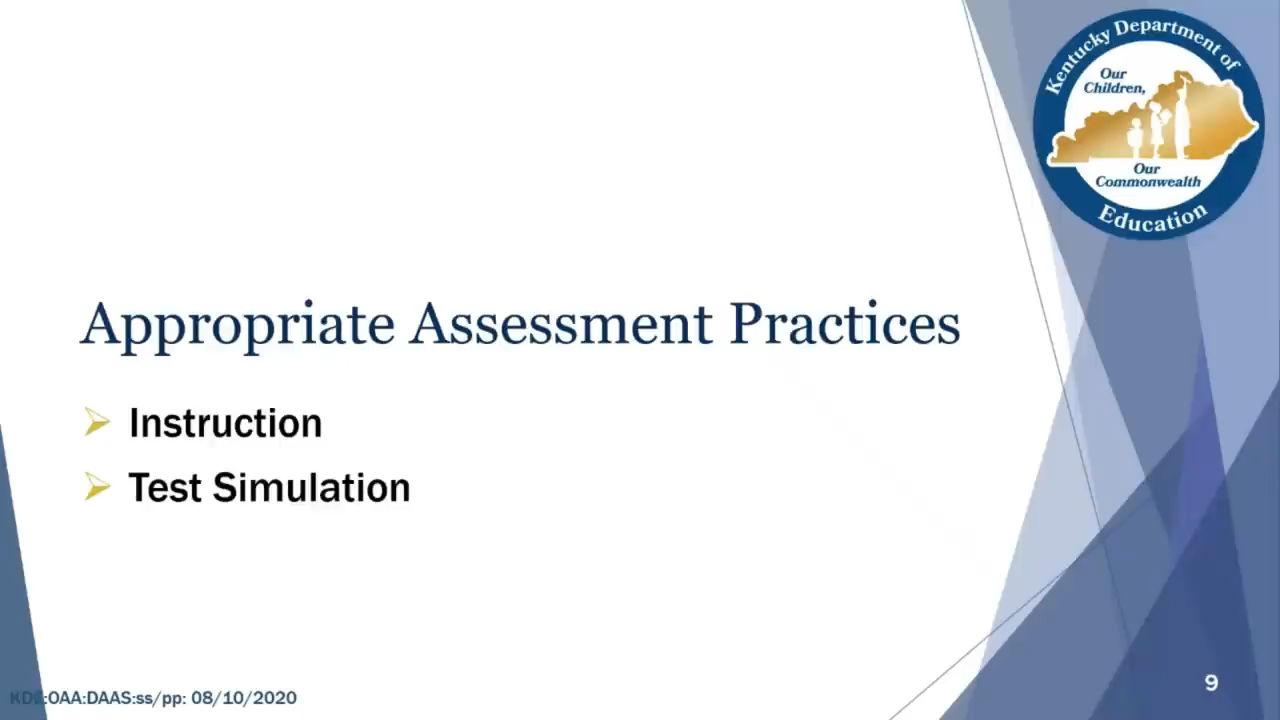 Kentucky Department of
Our
Children,
Our
Commonwealth
Education
Appropriate Assessment Practices
Instruction
Test Simulation
KDE:OAA:DAAS:ss/pp: 08/10/2020
9